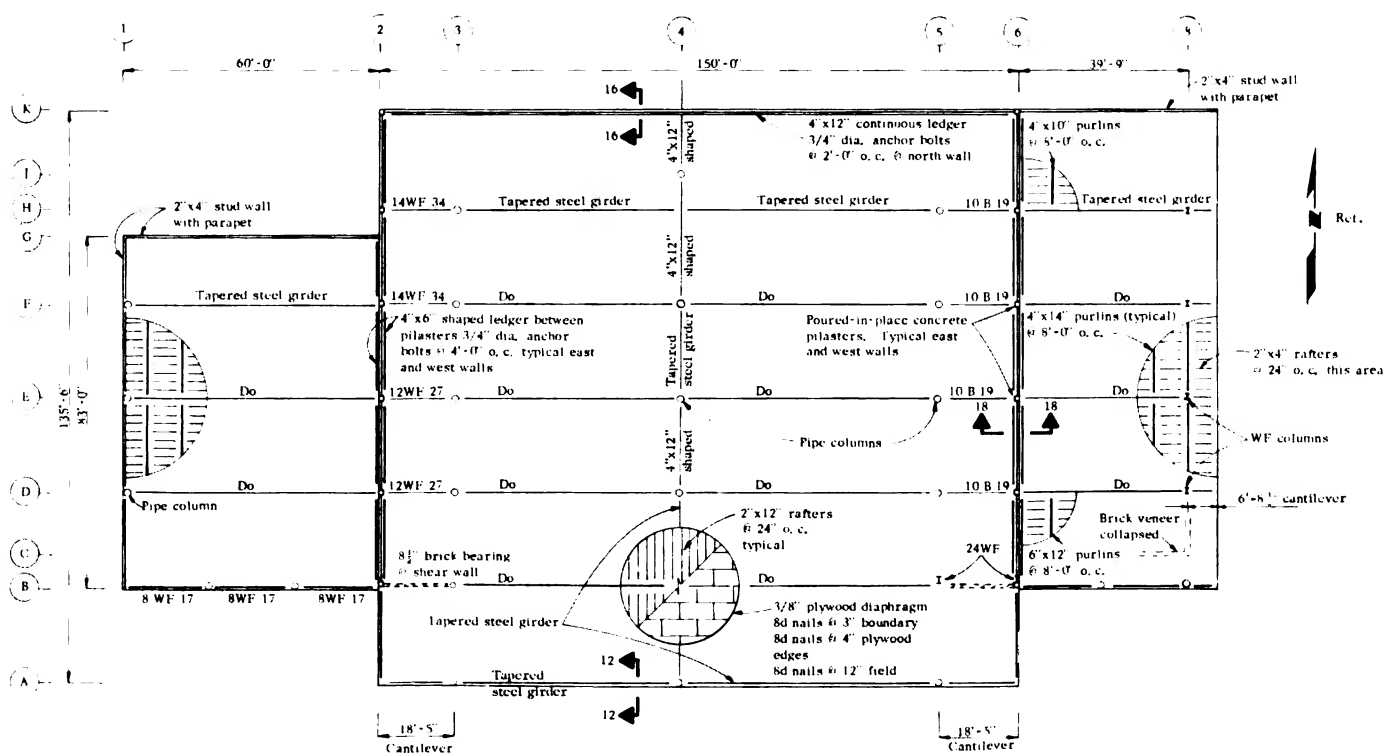 1 2 3 4 5 6 8
60'-0" 150'-0" 39'-9"
2"x4" stud wall
with parapet
16
16
K
I
H
G
F
E
D
C
B
A
4"x12"
shaped
4"x12" continuous ledger
3/4" dia. anchor bolts
@ 2'-0" o.c. @ north wall
4"x10" purlins
@ 8'-0" o.c.
2"x4" stud wall
with parapet
14WF 34
Tapered steel girder
Tapered steel girder
10 B 19
Tapered steel girder
Ref.
4"x12"
shaped
Tapered steel girder
14WF 34
Do
Do
10 B 19
Do
4"x6" shaped ledger between
pilasters 3/4" dia. anchor
bolts @ 4'-0" o.c. typical east
and west walls
Tapered
steel girder
Poured-in-place concrete
pilasters. Typical east
and west walls
4"x14" purlins (typical)
@ 8'-0" o.c.
2"x4" rafters
@ 24" o.c. this area
135'-6"
83'-0"
Do
12WF 27
Do
Do
10 B 19
Do
18
18
4"x12"
shaped
Pipe columns
WF columns
Do
12WF 27
Do
Do
10 B 19
Do
Pipe column
6'-8
cantilever
2"x12" rafters
@ 24" o.c.
typical
Brick veneer
collapsed
brick bearing
@ shear wall
24WF
6"x12" purlins
@ 8'-0" o.c.
Do
Do
8 WF 17
8WF 17
8WF 17
Tapered steel girder
3/8" plywood diaphragm
8d nails @ 3" boundary
8d nails @ 4" plywood
edges
8d nails @ 12" field
12
Tapered
steel girder
12
18'-5"
Cantilever
18'-5"
Cantilever